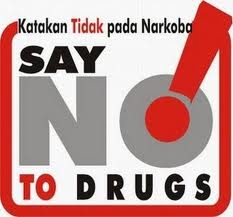 Katakan Tidak pada Narkoba
SAY
NO!
TO DRUGS